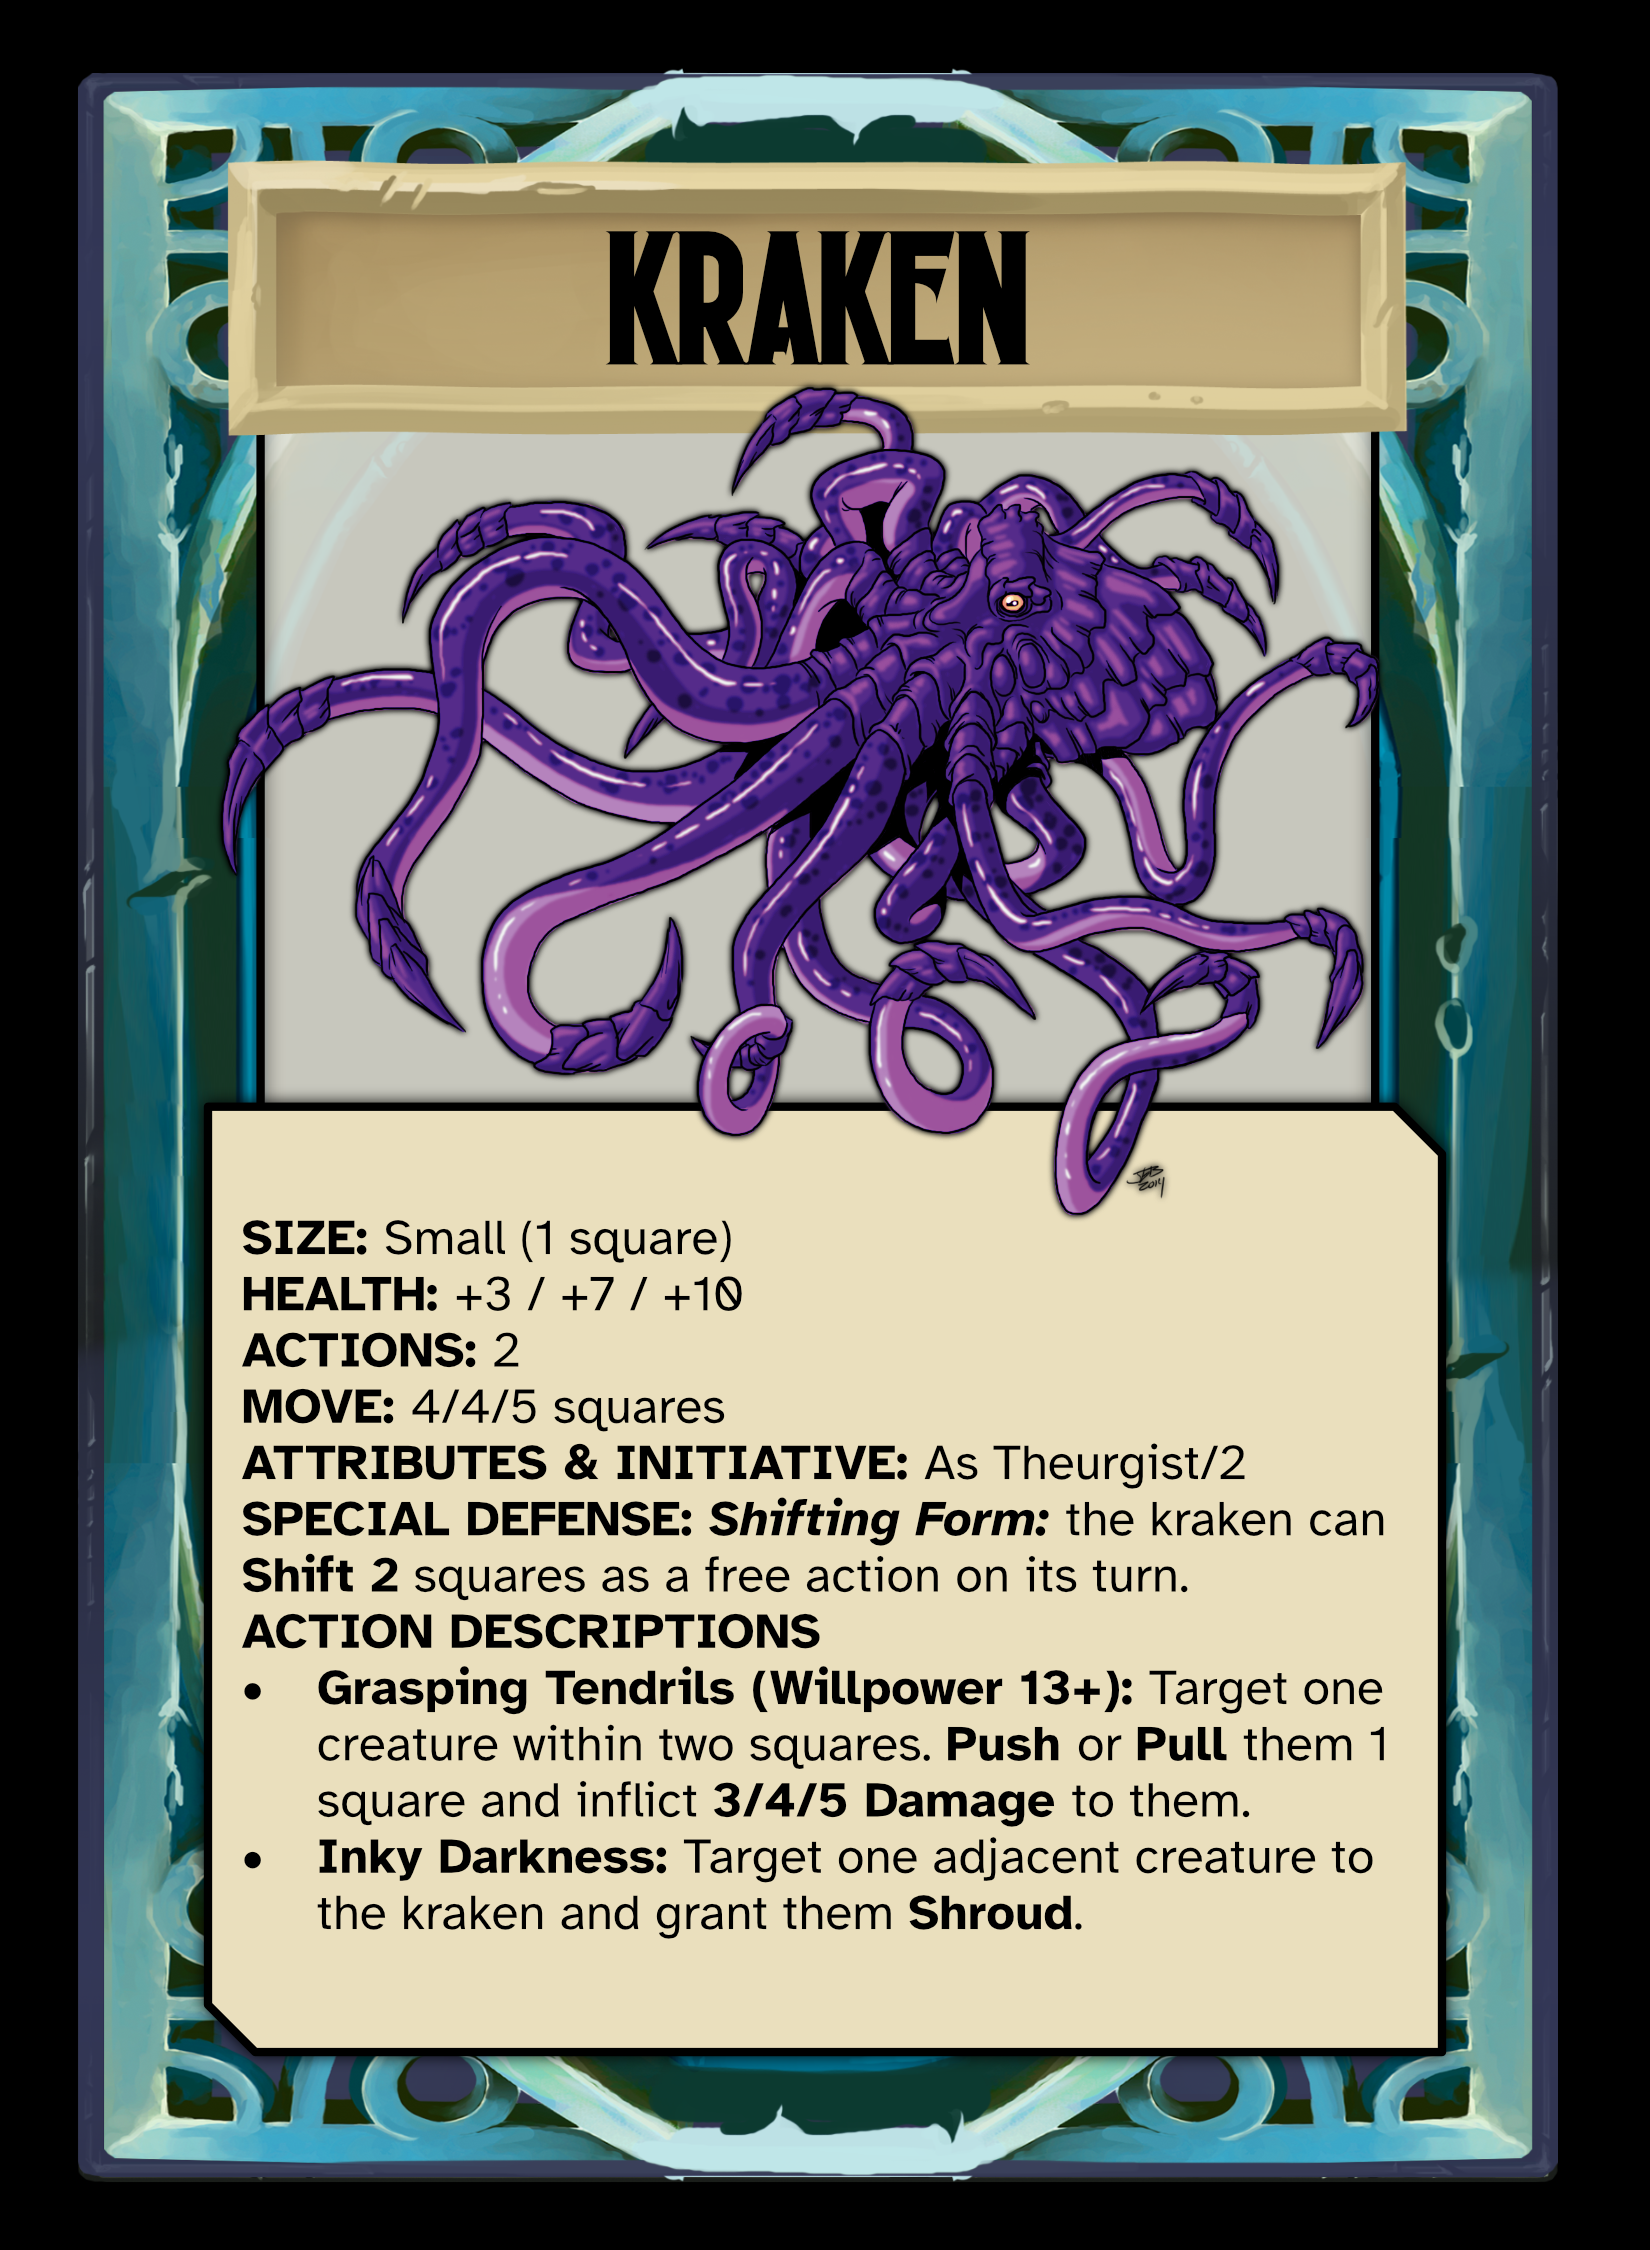 KRAKEN
JBB
2014
SIZE: Small (1 square)
HEALTH: +3 / +7 / +10
ACTIONS: 2
MOVE: 4/4/5 squares
ATTRIBUTES & INITIATIVE: As Theurgist/2
SPECIAL DEFENSE: Shifting Form: the kraken can
Shift 2 squares as a free action on its turn.
ACTION DESCRIPTIONS
• Grasping Tendrils (Willpower 13+): Target one
creature within two squares. Push or Pull them 1
square and inflict 3/4/5 Damage to them.
• Inky Darkness: Target one adjacent creature to
the kraken and grant them Shroud.